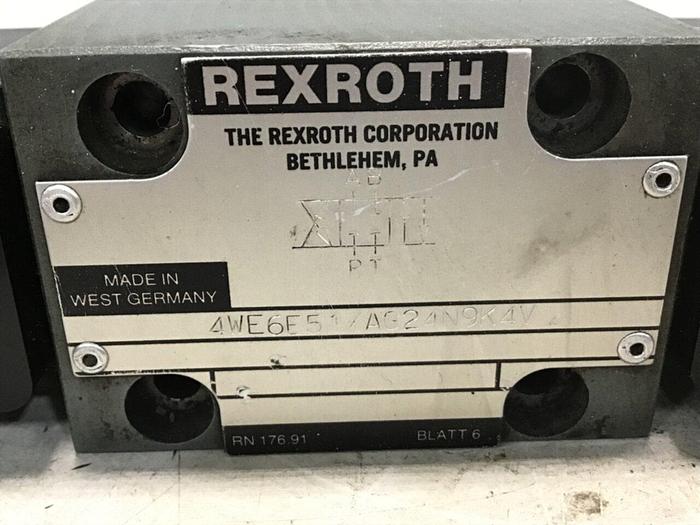 REXROTH
THE REXROTH CORPORATION
BETHLEHEM, PA
A B
P T
MADE IN
WEST GERMANY
4WE6E51/AG24N9K4V
RN 176.91 BLATT 6